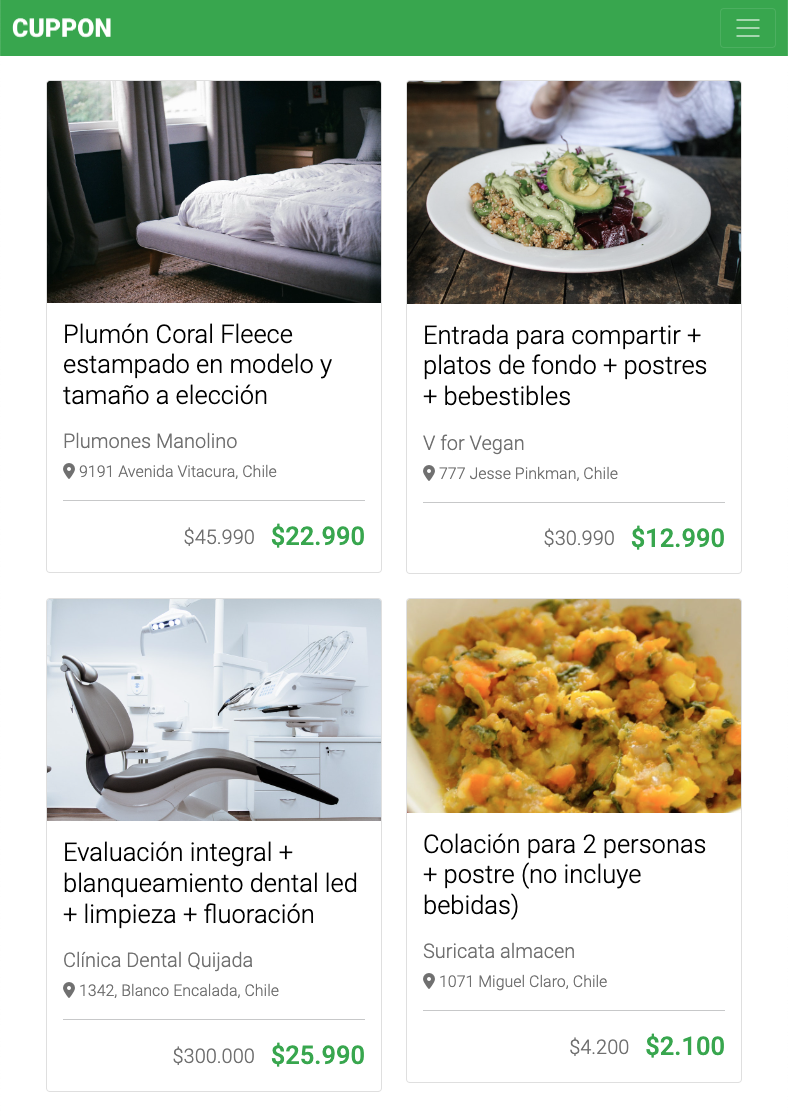 CUPPON
Plumón Coral Fleece
estampado en modelo y
tamaño a elección
Plumones Manolino
9191 Avenida Vitacura, Chile
$45.990 $22.990
Entrada para compartir +
platos de fondo + postres
+ bebestibles
V for Vegan
777 Jesse Pinkman, Chile
$30.990 $12.990
Evaluación integral +
blanqueamiento dental led
+ limpieza + fluoración
Clínica Dental Quijada
1342, Blanco Encalada, Chile
$300.000 $25.990
Colación para 2 personas
+ postre (no incluye
bebidas)
Suricata almacen
1071 Miguel Claro, Chile
$4.200 $2.100